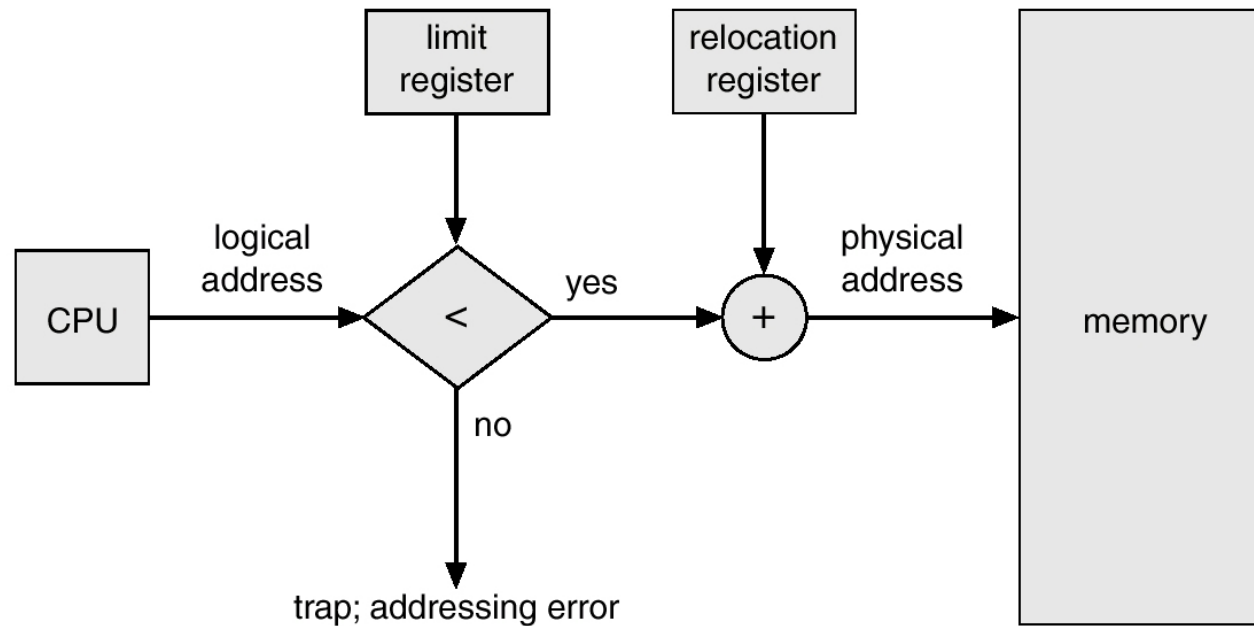 limit
register
relocation
register
logical
address
physical
address
CPU
<
yes
+
memory
no
trap; addressing error